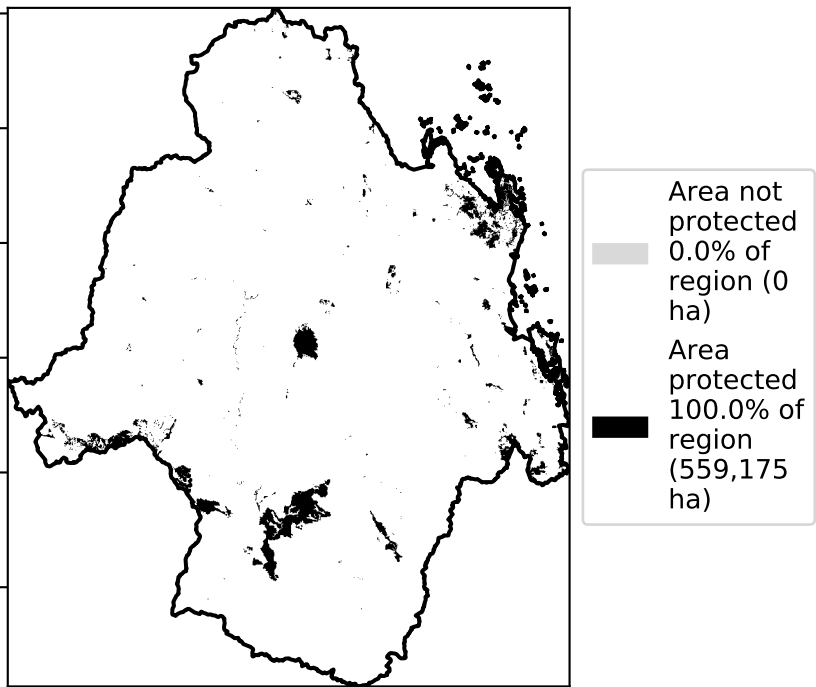 Area not
protected
0.0% of
region (0
ha)
Area
protected
100.0% of
region
(559,175
ha)